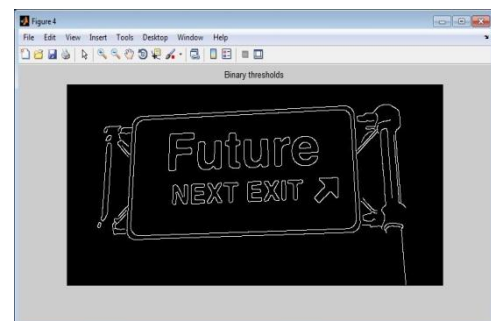 Figure 4
File Edit View Insert Tools Desktop Window Help
Binary thresholds
Future
NEXT EXIT